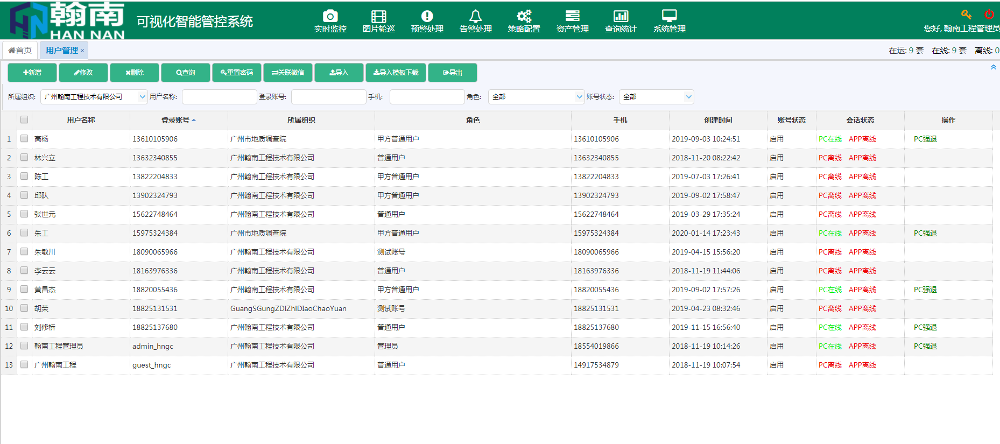 翰南
HAN NAN
可视化智能管控系统
实时监控 图片轮巡 预警处理 告警处理 策略配置 资产管理 查询统计 系统管理
您好, 翰南工程管理员
首页 用户管理 ×
在运: 9 套 在线: 9 套 离线: 0
新增 修改 删除 查询 重置密码 关联微信 导入 导入模板下载 导出
所属组织: 广州翰南工程技术有限公司 用户名称: 登录账号: 手机: 角色: 全部 账号状态: 全部
用户名称 登录账号 所属组织 角色 手机 创建时间 账号状态 会话状态 操作
1 高杨 13610105906 广州市地质调查院 甲方普通用户 13610105906 2019-09-03 10:24:51 启用 PC在线 APP离线 PC强退
2 林兴立 13632340855 广州翰南工程技术有限公司 普通用户 13632340855 2018-11-20 08:22:42 启用 PC离线 APP离线
3 陈工 13822204833 广州翰南工程技术有限公司 甲方普通用户 13822204833 2019-07-03 17:26:41 启用 PC离线 APP离线
4 邱队 13902324793 广州翰南工程技术有限公司 甲方普通用户 13902324793 2019-09-02 17:58:47 启用 PC离线 APP离线
5 张世元 15622748464 广州翰南工程技术有限公司 普通用户 15622748464 2019-03-29 17:35:24 启用 PC离线 APP离线
6 朱工 15975324384 广州市地质调查院 甲方普通用户 15975324384 2020-01-14 17:23:43 启用 PC在线 APP离线 PC强退
7 朱敏川 18090065966 广州翰南工程技术有限公司 测试账号 18090065966 2019-04-15 15:56:20 启用 PC离线 APP离线
8 李云云 18163976336 广州翰南工程技术有限公司 普通用户 18163976336 2018-11-19 11:44:06 启用 PC离线 APP离线
9 黄昌杰 18820055436 广州翰南工程技术有限公司 甲方普通用户 18820055436 2019-09-02 17:57:26 启用 PC在线 APP离线 PC强退
10 胡荣 18825131531 GuangSGungZDiZhiDIaoChaoYuan 测试账号 18825131531 2019-04-23 08:32:46 启用 PC离线 APP离线
11 刘修桥 18825137680 广州翰南工程技术有限公司 普通用户 18825137680 2019-11-15 16:56:40 启用 PC在线 APP离线 PC强退
12 翰南工程管理员 admin_hngc 广州翰南工程技术有限公司 管理员 18554019866 2018-11-19 10:14:26 启用 PC在线 APP离线 PC强退
13 广州翰南工程 guest_hngc 广州翰南工程技术有限公司 普通用户 14917534879 2018-11-19 10:07:54 启用 PC离线 APP离线